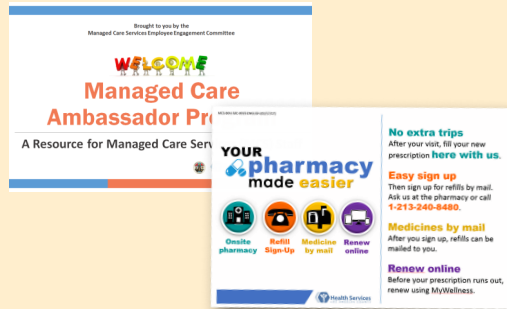 Brought to you by the
Managed Care Services Employee Engagement Committee
WELCOME
Managed Care
Ambassador Pr
A Resource for Managed Care Serv
YOUR
pharmacy
made easier
Onsite
pharmacy
Refill
Sign-Up
Medicine
by mail
Renew
online
Health Services
No extra trips
After your visit, fill your new
prescription here with us.
Easy sign up
Then sign up for refills by mail.
Ask us at the pharmacy or call
1-213-240-8480.
Medicines by mail
After you sign up, refills can be
mailed to you.
Renew online
Before your prescription runs out,
renew using MyWellness.